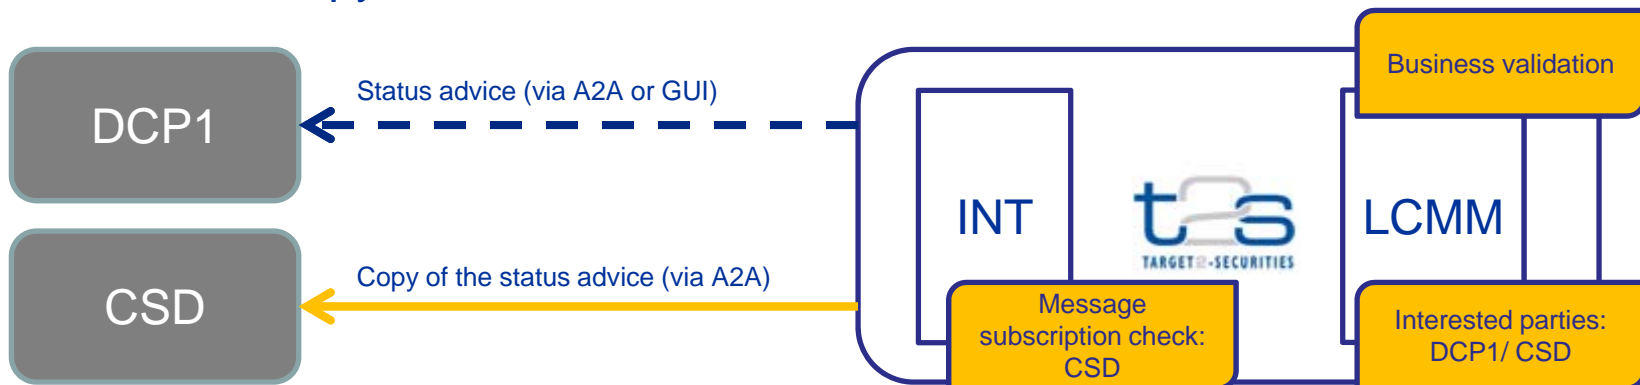 DCP1
Status advice (via A2A or GUI)
Business validation
INT
t2s
TARGET2-SECURITIES
LCMM
CSD
Copy of the status advice (via A2A)
Message
subscription check:
CSD
Interested parties:
DCP1/ CSD